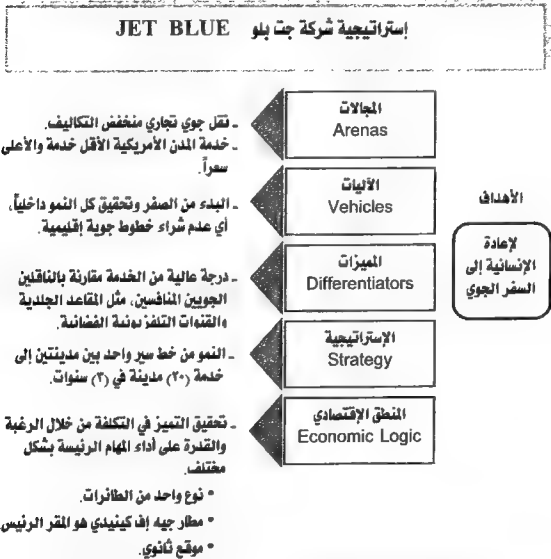 إستراتيجية شركة جت بلو JET BLUE
الأهداف
لإعادة
الإنسانية إلى
السفر الجوي
المجالات
Arenas
ـ نقل جوي تجاري منخفض التكاليف.
ـ خدمة المدن الأمريكية الأقل خدمة والأعلى
سعراً.
الآليات
Vehicles
ـ البدء من الصفر وتحقيق كل النمو داخلياً،
أي عدم شراء خطوط جوية إقليمية.
المميزات
Differentiators
ـ درجة عالية من الخدمة مقارنة بالناقلين
الجويين المنافسين، مثل المقاعد الجلدية
والقنوات التلفزيونية الفضائية.
الإستراتيجية
Strategy
ـ النمو من خط سير واحد بين مدينتين إلى
خدمة (٢٠) مدينة في (٣) سنوات.
المنطق الإقتصادي
Economic Logic
ـ تحقيق التميز في التكلفة من خلال الرغبة
والقدرة على أداء المهام الرئيسة بشكل
مختلف.
* نوع واحد من الطائرات.
* مطار جيه إف كينيدي هو المقر الرئيس.
* موقع ثانوي.